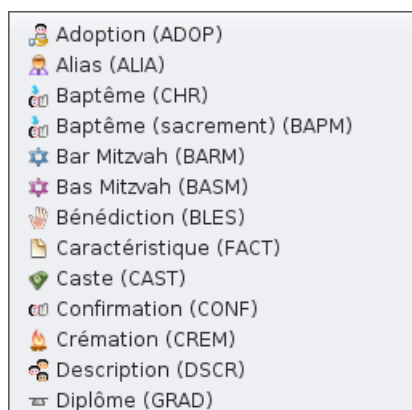 Adoption (ADOP)
Alias (ALIA)
Baptême (CHR)
Baptême (sacrement) (BAPM)
Bar Mitzvah (BARM)
Bas Mitzvah (BASM)
Bénédiction (BLES)
Caractéristique (FACT)
Caste (CAST)
Confirmation (CONF)
Crémation (CREM)
Description (DSCR)
Diplôme (GRAD)